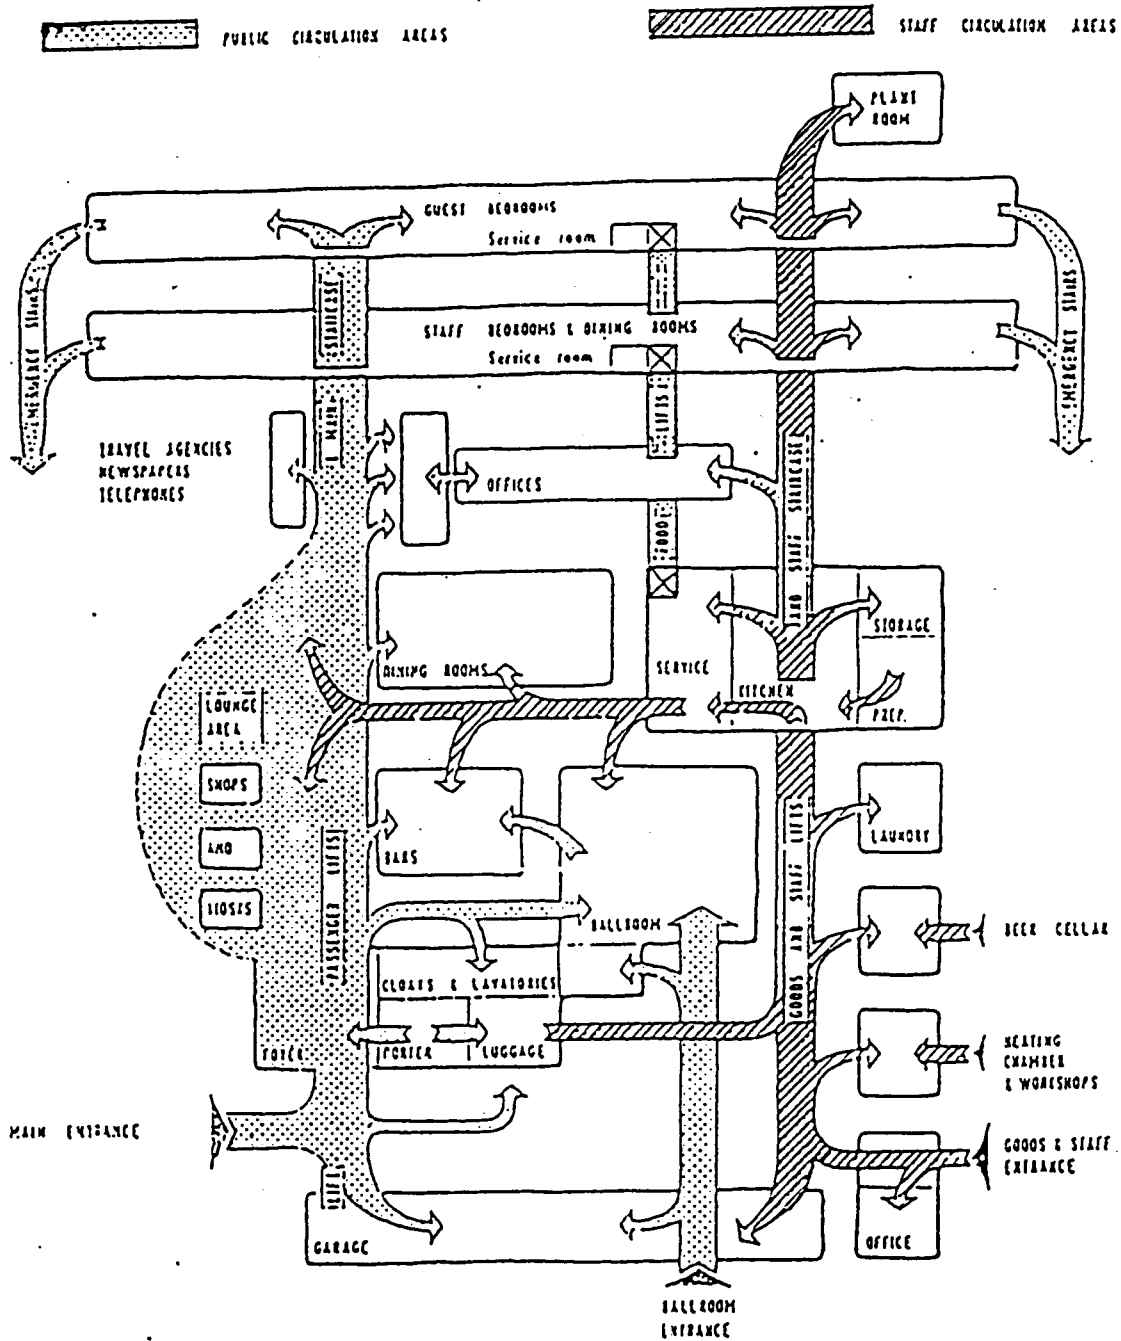 PUBLIC CIRCULATION AREAS
STAFF CIRCULATION AREAS
PLANT
ROOM
GUEST BEDROOMS
Service room
EMERGENCY STAIRS
STAIRCASE
STAFF BEDROOMS & DINING ROOMS
Service room
EMERGENCY STAIRS
& MAIN
LIFTS
TRAVEL AGENCIES
NEWSPAPERS
TELEPHONES
OFFICES
AND STAFF STAIRCASE
FOOD
STORAGE
DINING ROOMS
SERVICE
KITCHEN
PREP.
LOUNGE
AREA
SHOPS
AND
KIOSKS
PASSENGER LIFTS
BARS
GOODS AND STAFF LIFTS
LAUNDRY
BALLROOM
BEER CELLAR
CLOAKS & LAVATORIES
FOYER
PORTER
LUGGAGE
HEATING
CHAMBER
& WORKSHOPS
MAIN ENTRANCE
GOODS & STAFF
ENTRANCE
LIFT
GARAGE
OFFICE
BALLROOM
ENTRANCE